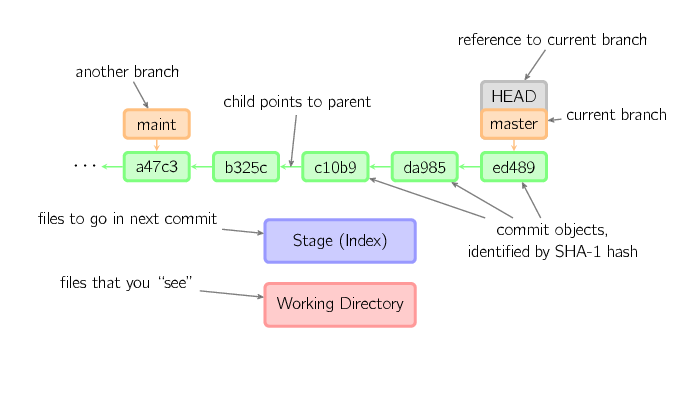 reference to current branch
another branch
HEAD
child points to parent
current branch
maint
master
...
a47c3
b325c
c10b9
da985
ed489
files to go in next commit
commit objects,
identified by SHA-1 hash
Stage (Index)
files that you “see”
Working Directory